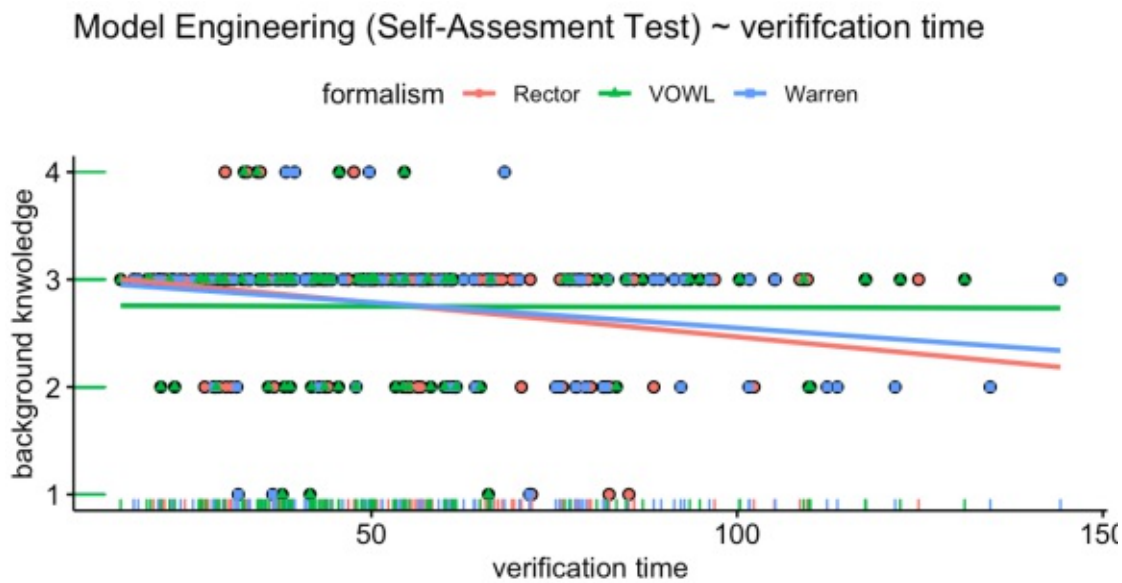 Model Engineering (Self-Assesment Test) ~ verififcation time
formalism Rector VOWL Warren
4
3
2
1
background knwoledge
50 100 150
verification time